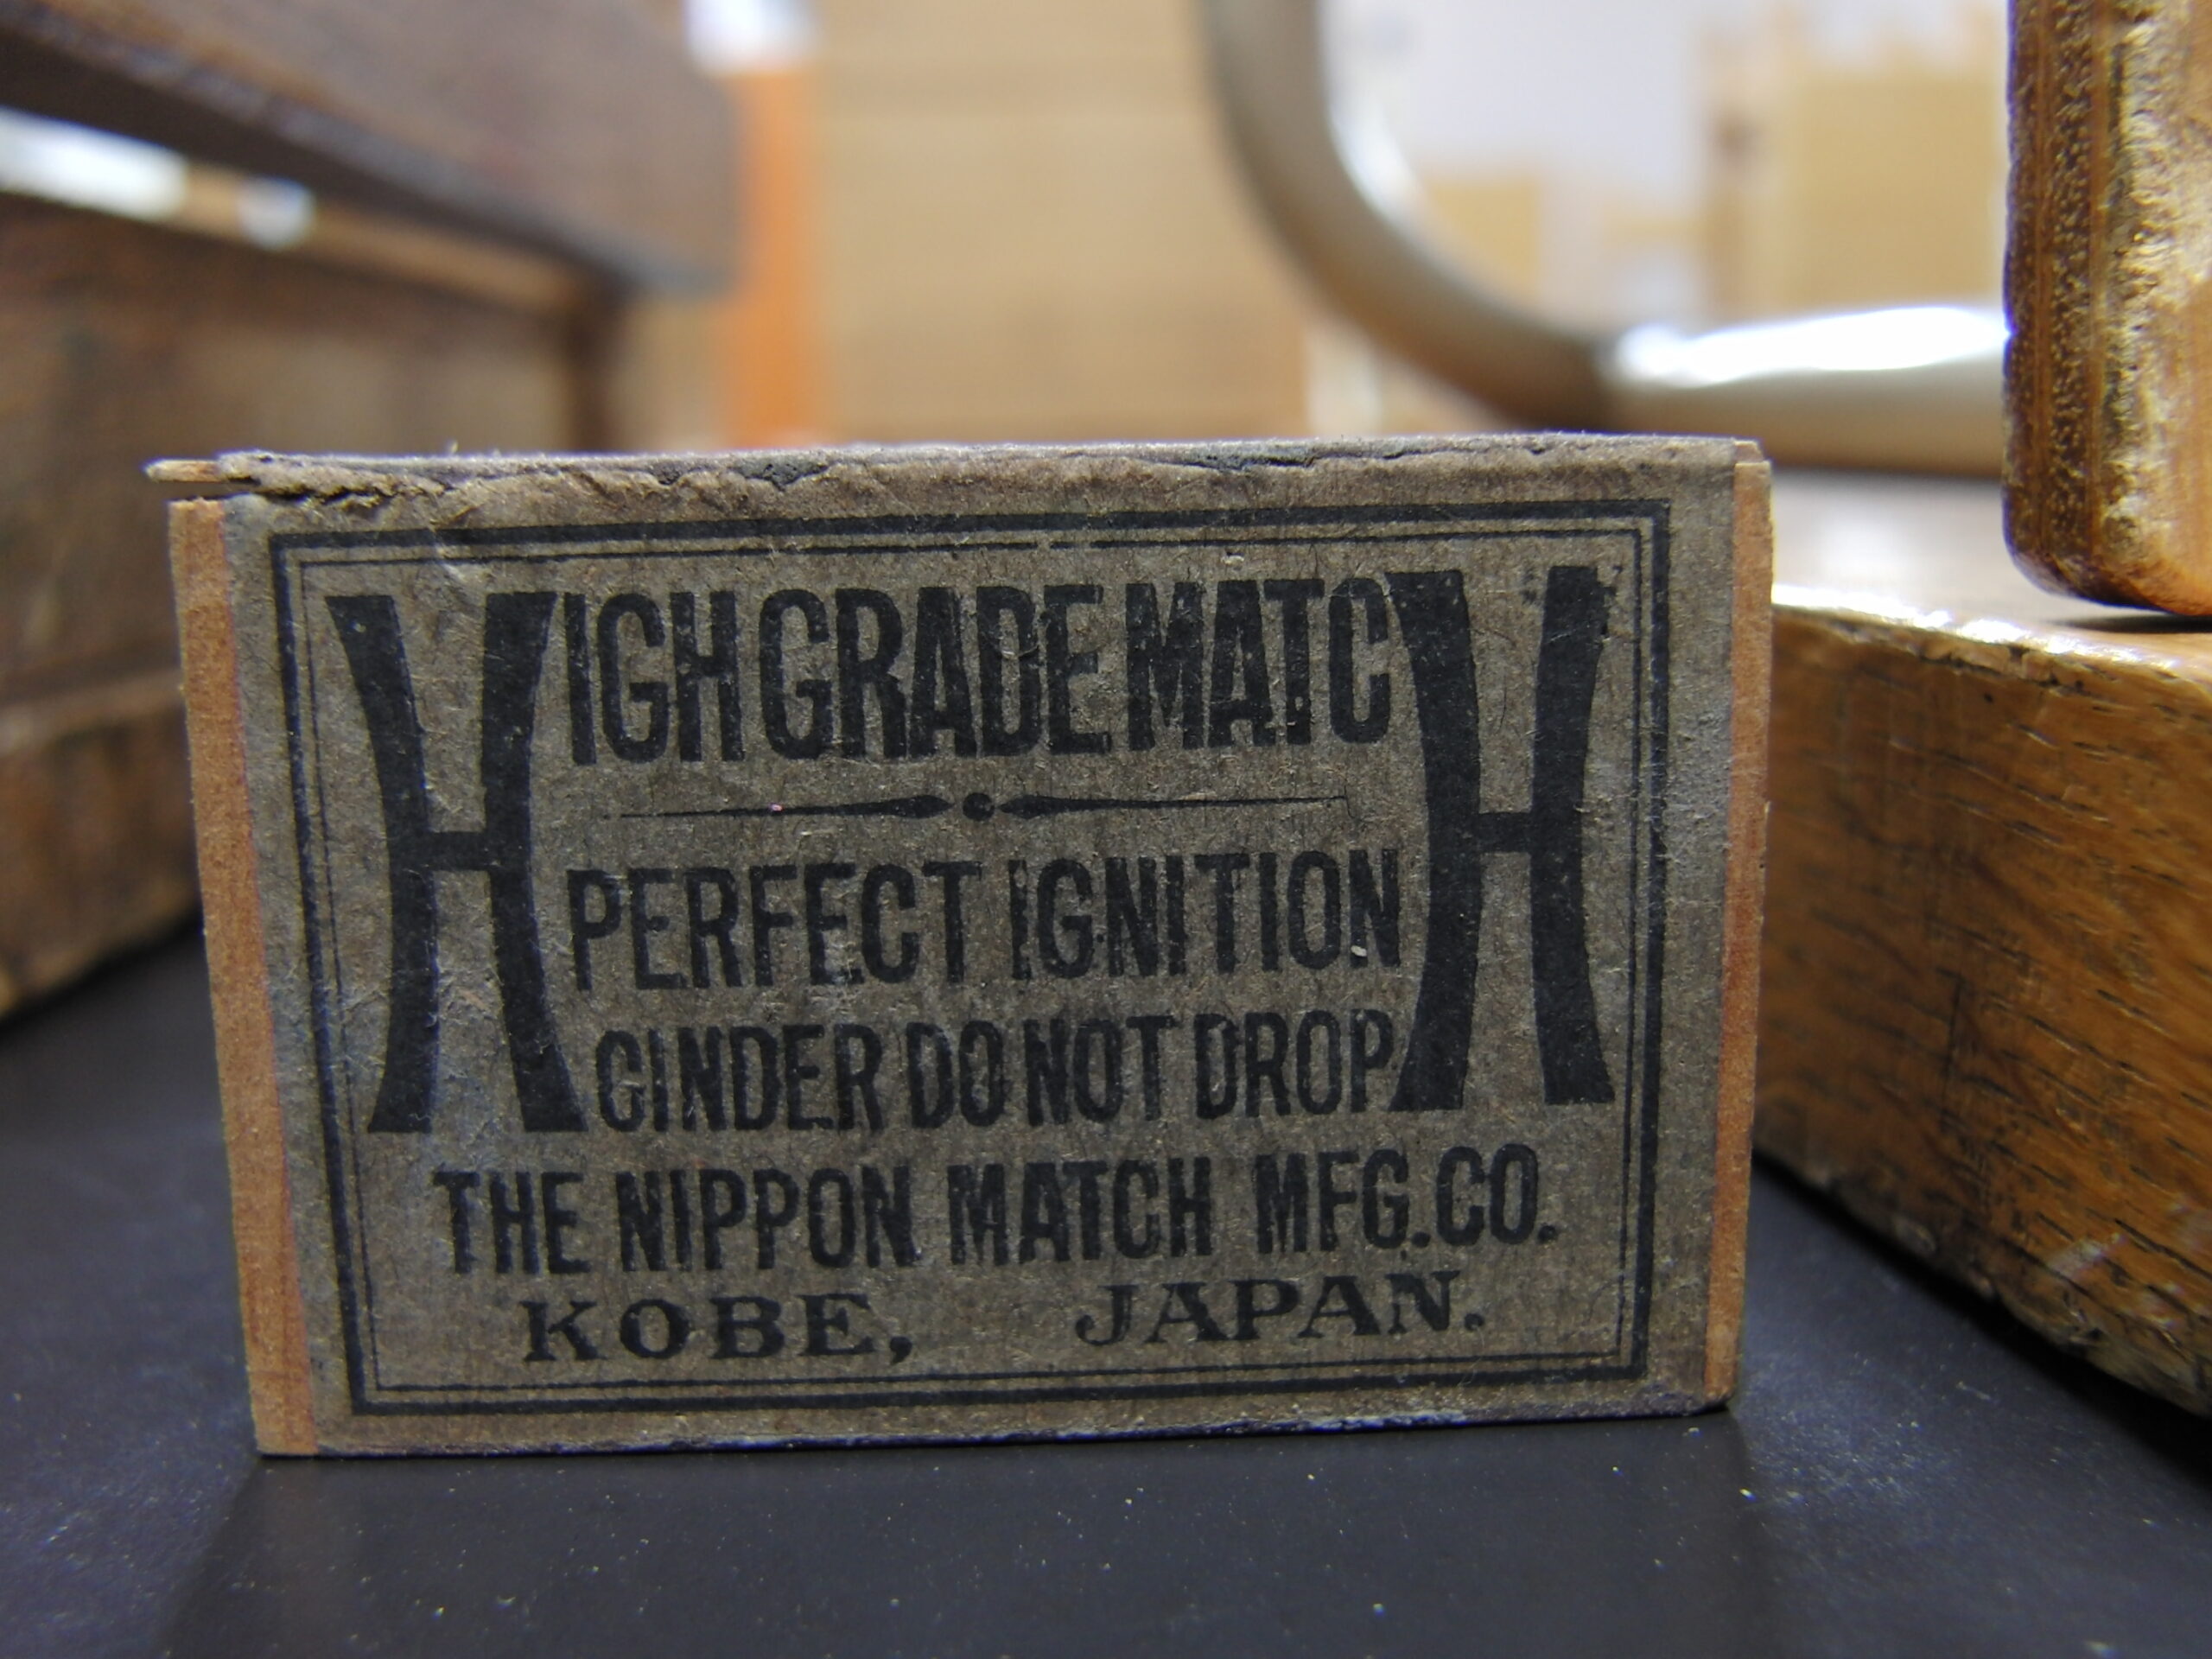 HIGH GRADE MATCH
PERFECT IGNITION
CINDER DO NOT DROP
THE NIPPON MATCH MFG.CO.
KOBE, JAPAN.